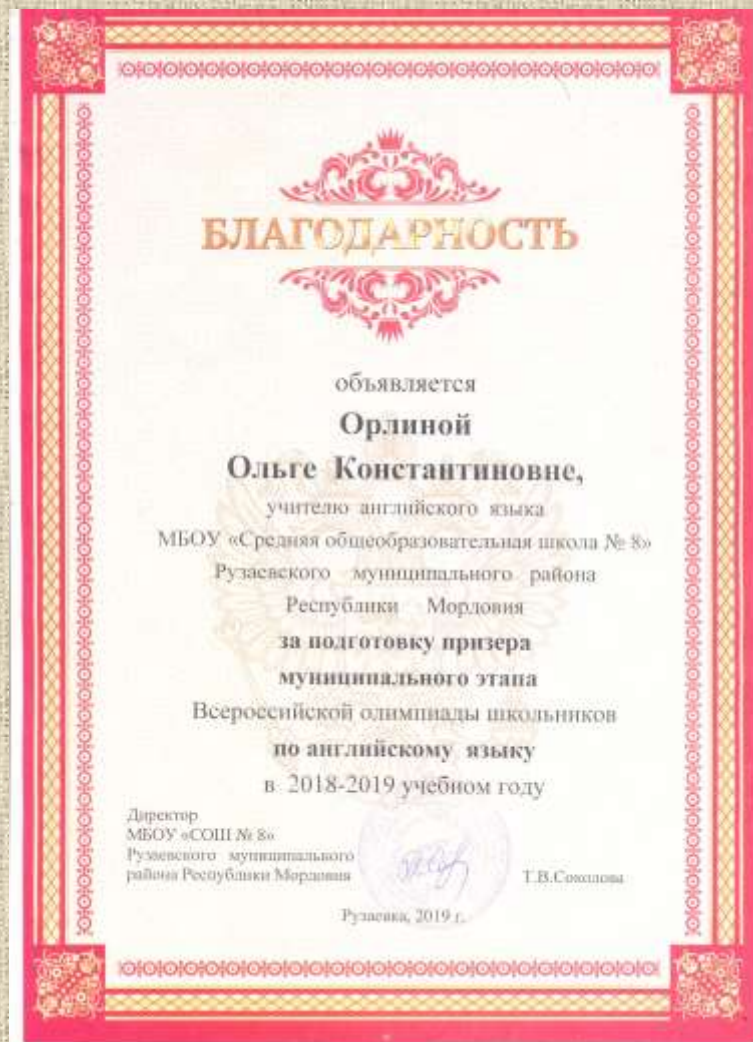 БЛАГОДАРНОСТЬ
объявляется
Орлиной
Ольге Константиновне,
учителю английского языка
МБОУ «Средняя общеобразовательная школа № 8»
Рузаевского муниципального района
Республики Мордовия
за подготовку призера
муниципального этапа
Всероссийской олимпиады школьников
по английскому языку
в 2018-2019 учебном году
Директор
МБОУ «СОШ № 8»
Рузаевского муниципального
района Республики Мордовия
Т.В.Соколова
Рузаевка, 2019 г.